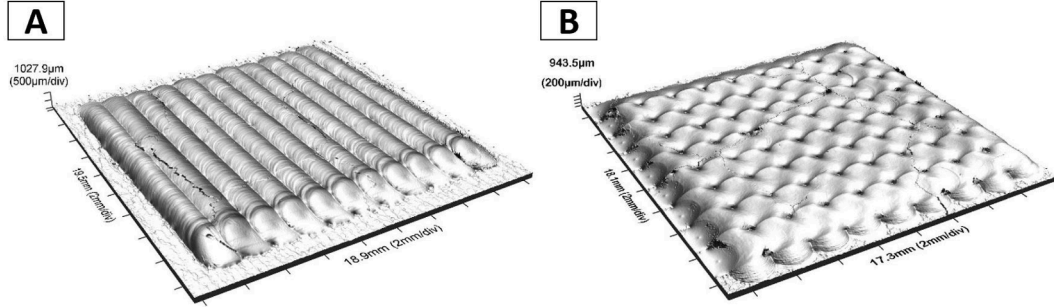 A
1027.9µm
(500µm/div)
19.5mm (2mm/div)
18.9mm (2mm/div)
B
943.5µm
(200µm/div)
18.1mm (2mm/div)
17.3mm (2mm/div)